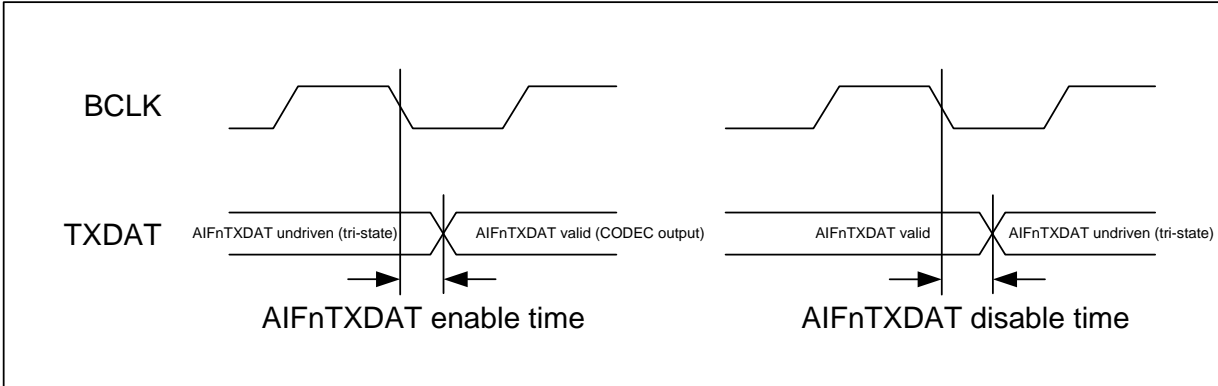 BCLK
TXDAT
AIFnTXDAT undriven (tri-state)
AIFnTXDAT valid (CODEC output)
AIFnTXDAT valid
AIFnTXDAT undriven (tri-state)
AIFnTXDAT enable time
AIFnTXDAT disable time